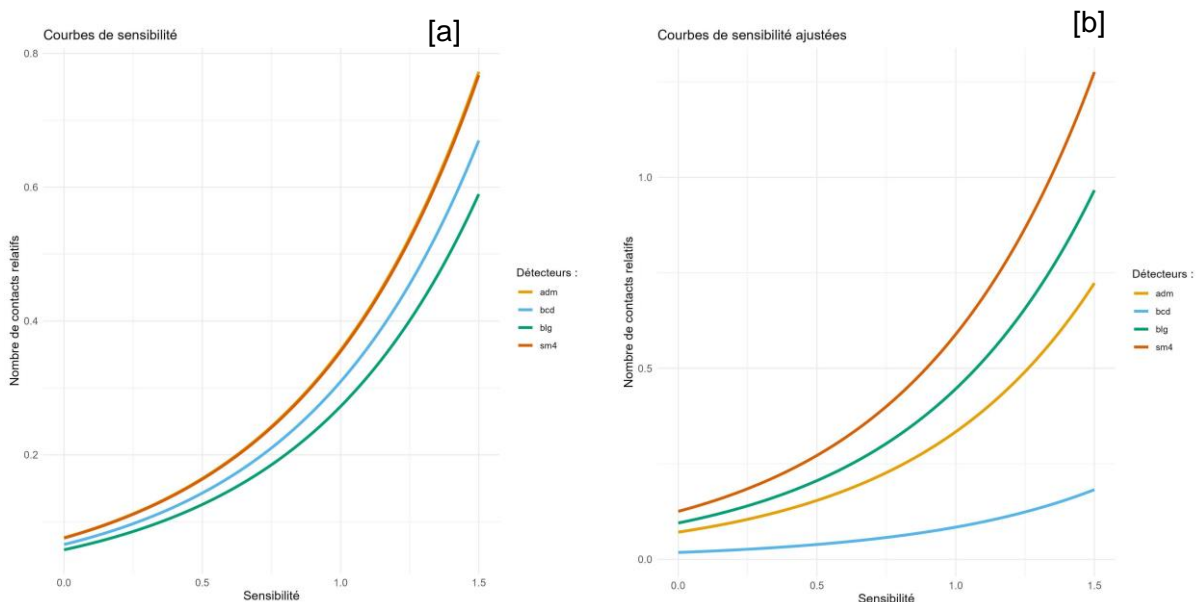 Courbes de sensibilité
[a]
0.8
0.6
0.4
0.2
Nombre de contacts relatifs
0.0 0.5 1.0 1.5
Sensibilité
Détecteurs :
adm
bcd
blg
sm4
Courbes de sensibilité ajustées
[b]
1.0
0.5
0.0
Nombre de contacts relatifs
0.0 0.5 1.0 1.5
Sensibilité
Détecteurs :
adm
bcd
blg
sm4